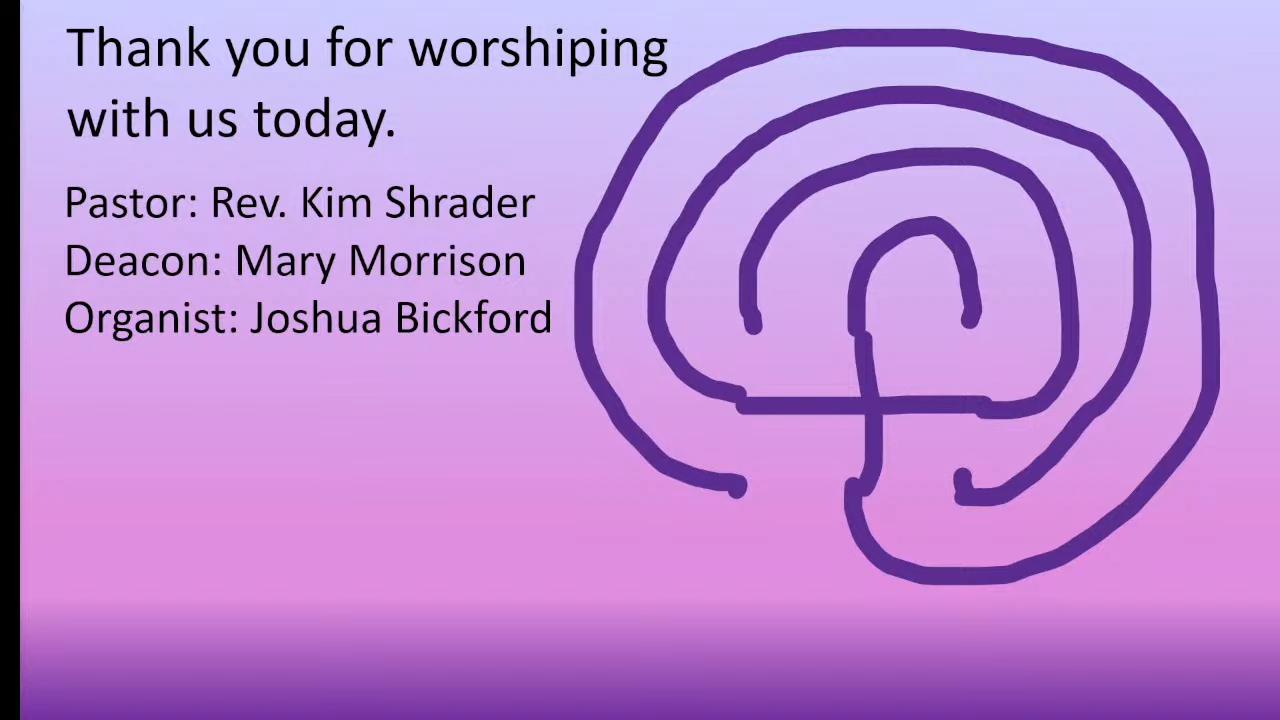 Thank you for worshiping
with us today.
Pastor: Rev. Kim Shrader
Deacon: Mary Morrison
Organist: Joshua Bickford